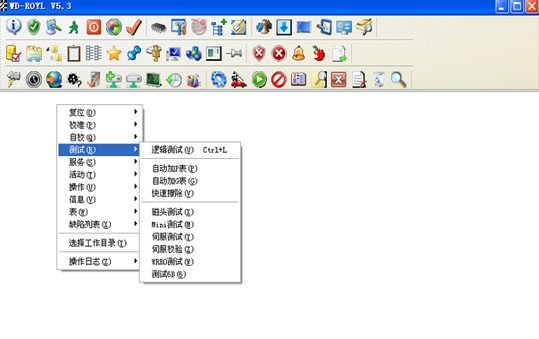 WD-ROYL V5.3
复位(O)
校准(P)
自校(Q)
测试(R)
服务(S)
活动(T)
操作(U)
信息(V)
表(W)
缺陷列表(X)
选择工作目录(Y)
操作日志(Z)
逻辑测试(U) Ctrl+L
自动加P表(P)
自动加G表(G)
快速擦除(V)
磁头测试(X)
Mini测试(M)
伺服测试(Y)
伺服校验(Z)
WRRO测试(W)
测试6B(6)